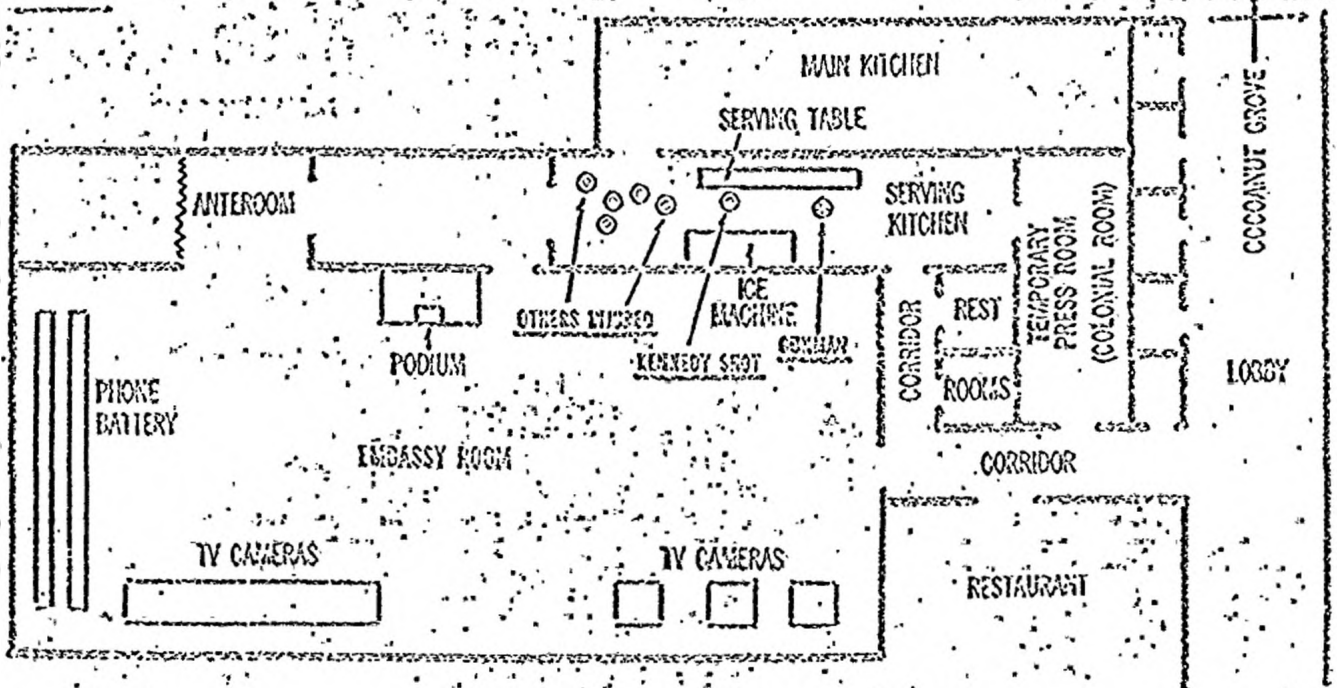 MAIN KITCHEN
COCOANUT GROVE
SERVING TABLE
ANTEROOM
SERVING
KITCHEN
TEMPORARY
PRESS ROOM
(COLONIAL ROOM)
OTHERS INJURED
ICE
MACHINE
KENNEDY SHOT
GUNMAN
CORRIDOR
REST
ROOMS
PODIUM
PHONE
BATTERY
LOBBY
EMBASSY ROOM
CORRIDOR
TV CAMERAS
TV CAMERAS
RESTAURANT